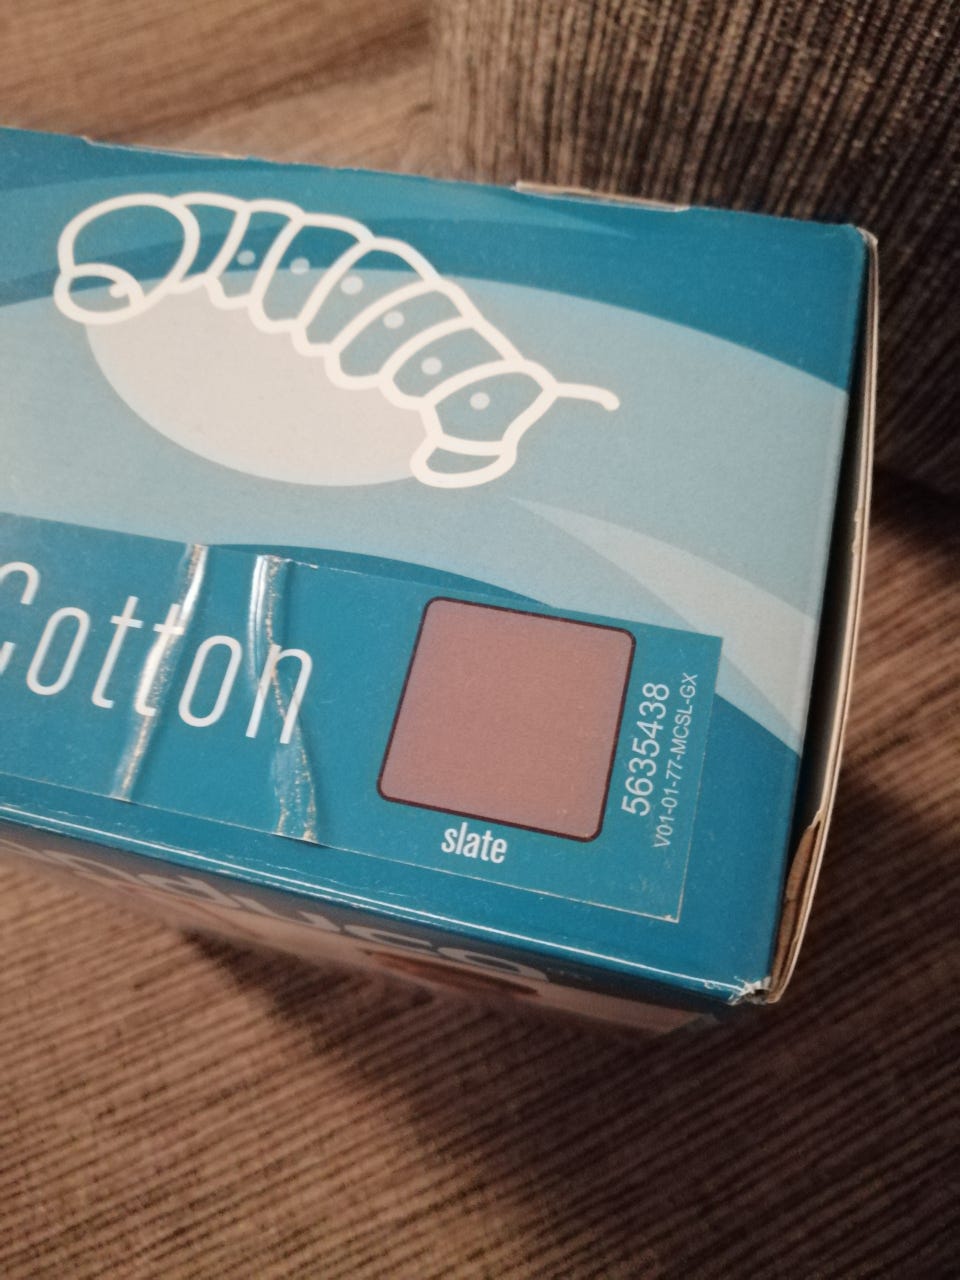 Cotton
slate
5635438
V01-01-77-MCSL-GX